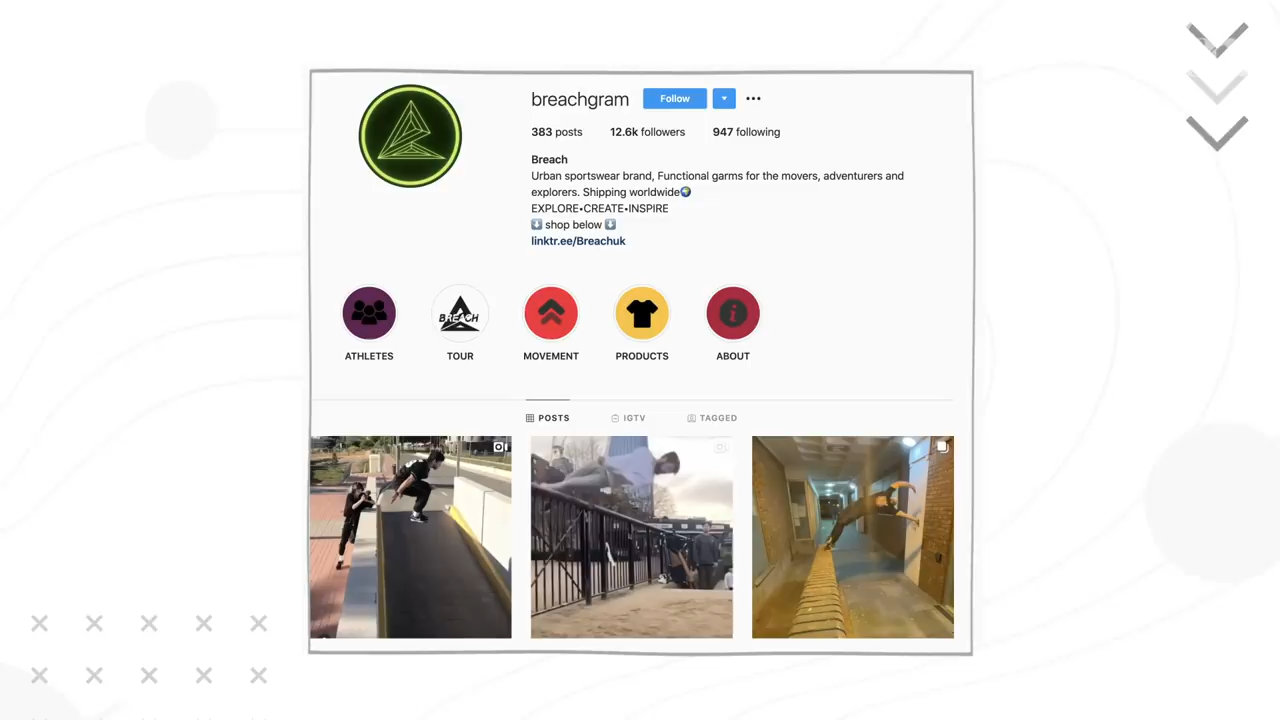 breachgram Follow
383 posts 12.6k followers 947 following
Breach
Urban sportswear brand, Functional garms for the movers, adventurers and
explorers. Shipping worldwide🌍
EXPLORE•CREATE•INSPIRE
⬇️ shop below ⬇️
linktr.ee/Breachuk
BREACH
ATHLETES TOUR MOVEMENT PRODUCTS ABOUT
POSTS IGTV TAGGED